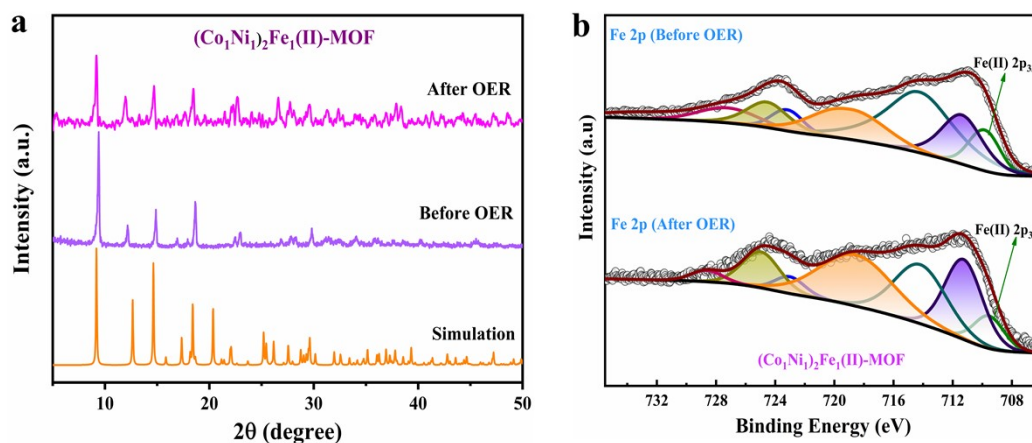 a
(Co₁Ni₁)₂Fe₁(II)-MOF
After OER
Before OER
Simulation
Intensity (a.u.)
10 20 30 40 50
2θ (degree)
b
Fe 2p (Before OER)
Fe(II) 2p₃
Fe 2p (After OER)
Fe(II) 2p₃
(Co₁Ni₁)₂Fe₁(II)-MOF
Intensity (a.u)
732 728 724 720 716 712 708
Binding Energy (eV)